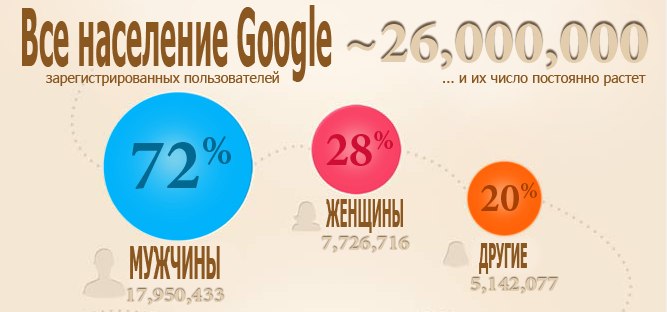 Все население Google ~26,000,000
зарегистрированных пользователей ... и их число постоянно растет
72%
28%
20%
МУЖЧИНЫ
17,950,433
ЖЕНЩИНЫ
7,726,716
ДРУГИЕ
5,142,077